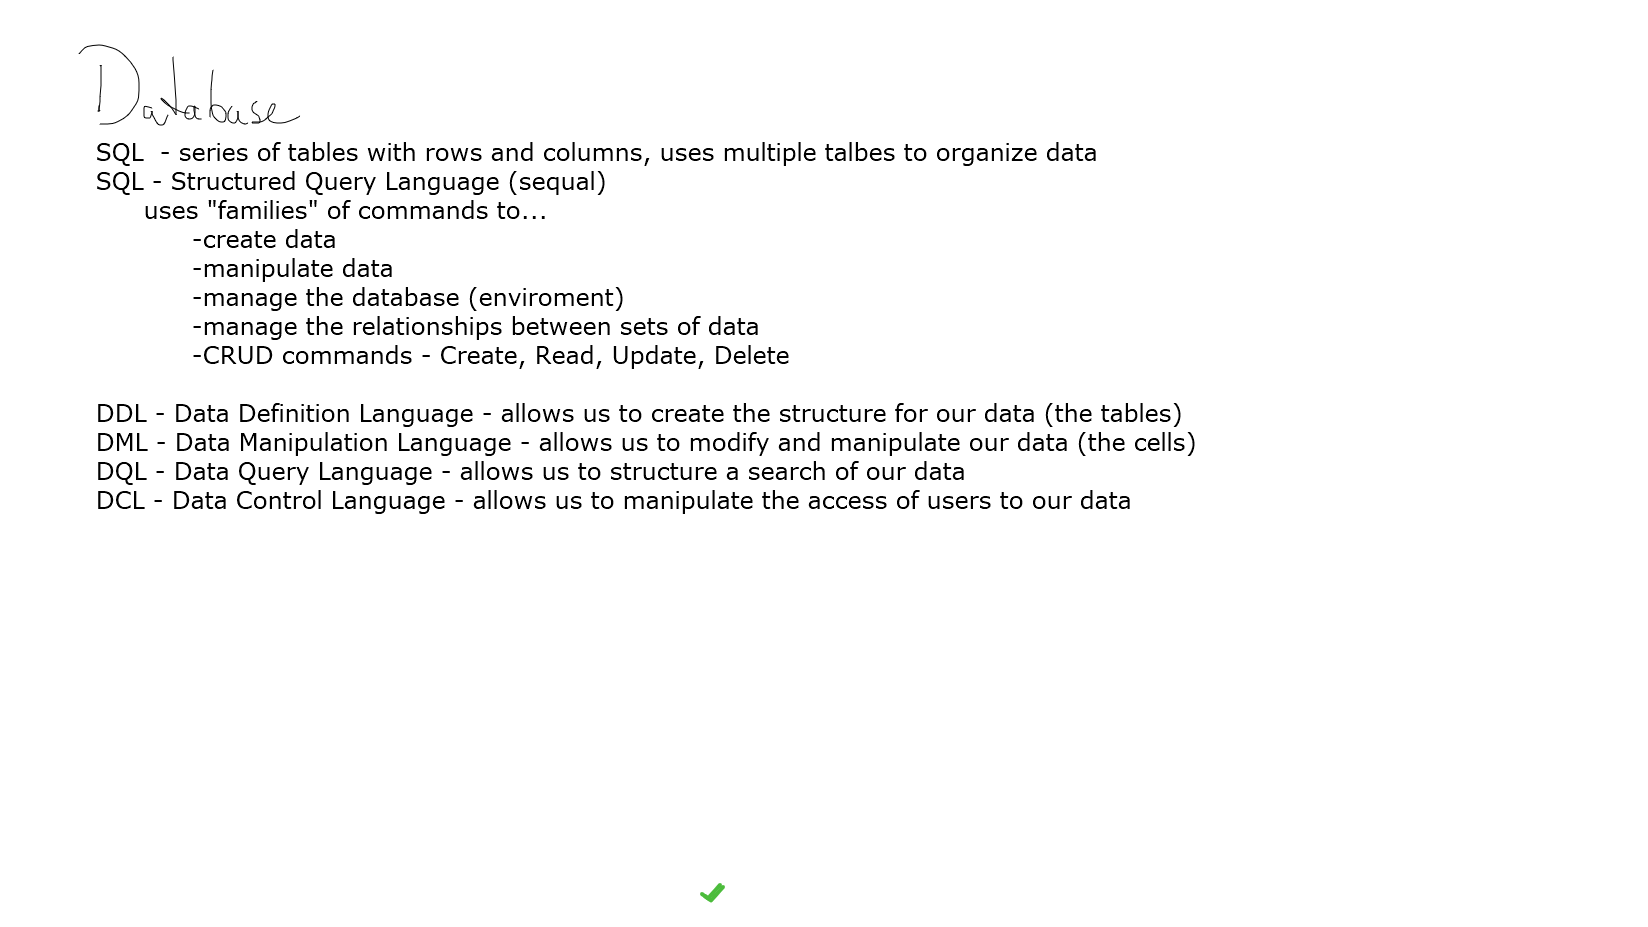 Database
SQL  - series of tables with rows and columns, uses multiple talbes to organize data
SQL - Structured Query Language (sequal)
uses "families" of commands to...
-create data
-manipulate data
-manage the database (enviroment)
-manage the relationships between sets of data
-CRUD commands - Create, Read, Update, Delete
DDL - Data Definition Language - allows us to create the structure for our data (the tables)
DML - Data Manipulation Language - allows us to modify and manipulate our data (the cells)
DQL - Data Query Language - allows us to structure a search of our data
DCL - Data Control Language - allows us to manipulate the access of users to our data